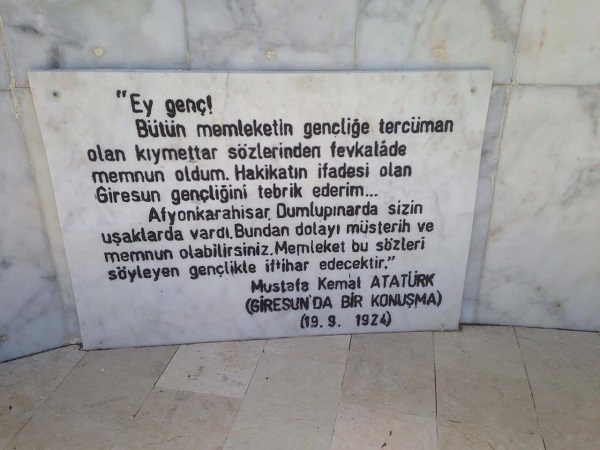 "Ey genç!
Bütün memleketin gençliğe tercüman
olan kıymettar sözlerinden fevkalâde
memnun oldum. Hakikatın ifadesi olan
Giresun gençliğini tebrik ederim...
Afyonkarahisar, Dumlupınarda sizin
uşaklarda vardı. Bundan dolayı müsterih ve
memnun olabilirsiniz. Memleket bu sözleri
söyleyen gençlikle iftihar edecektir."
Mustafa Kemal ATATÜRK
(GİRESUN'DA BİR KONUŞMA)
(19. 9. 1924)